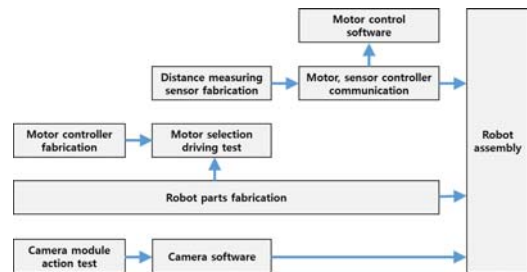 Motor control
software
Distance measuring
sensor fabrication
Motor, sensor controller
communication
Motor controller
fabrication
Motor selection
driving test
Robot
assembly
Robot parts fabrication
Camera module
action test
Camera software